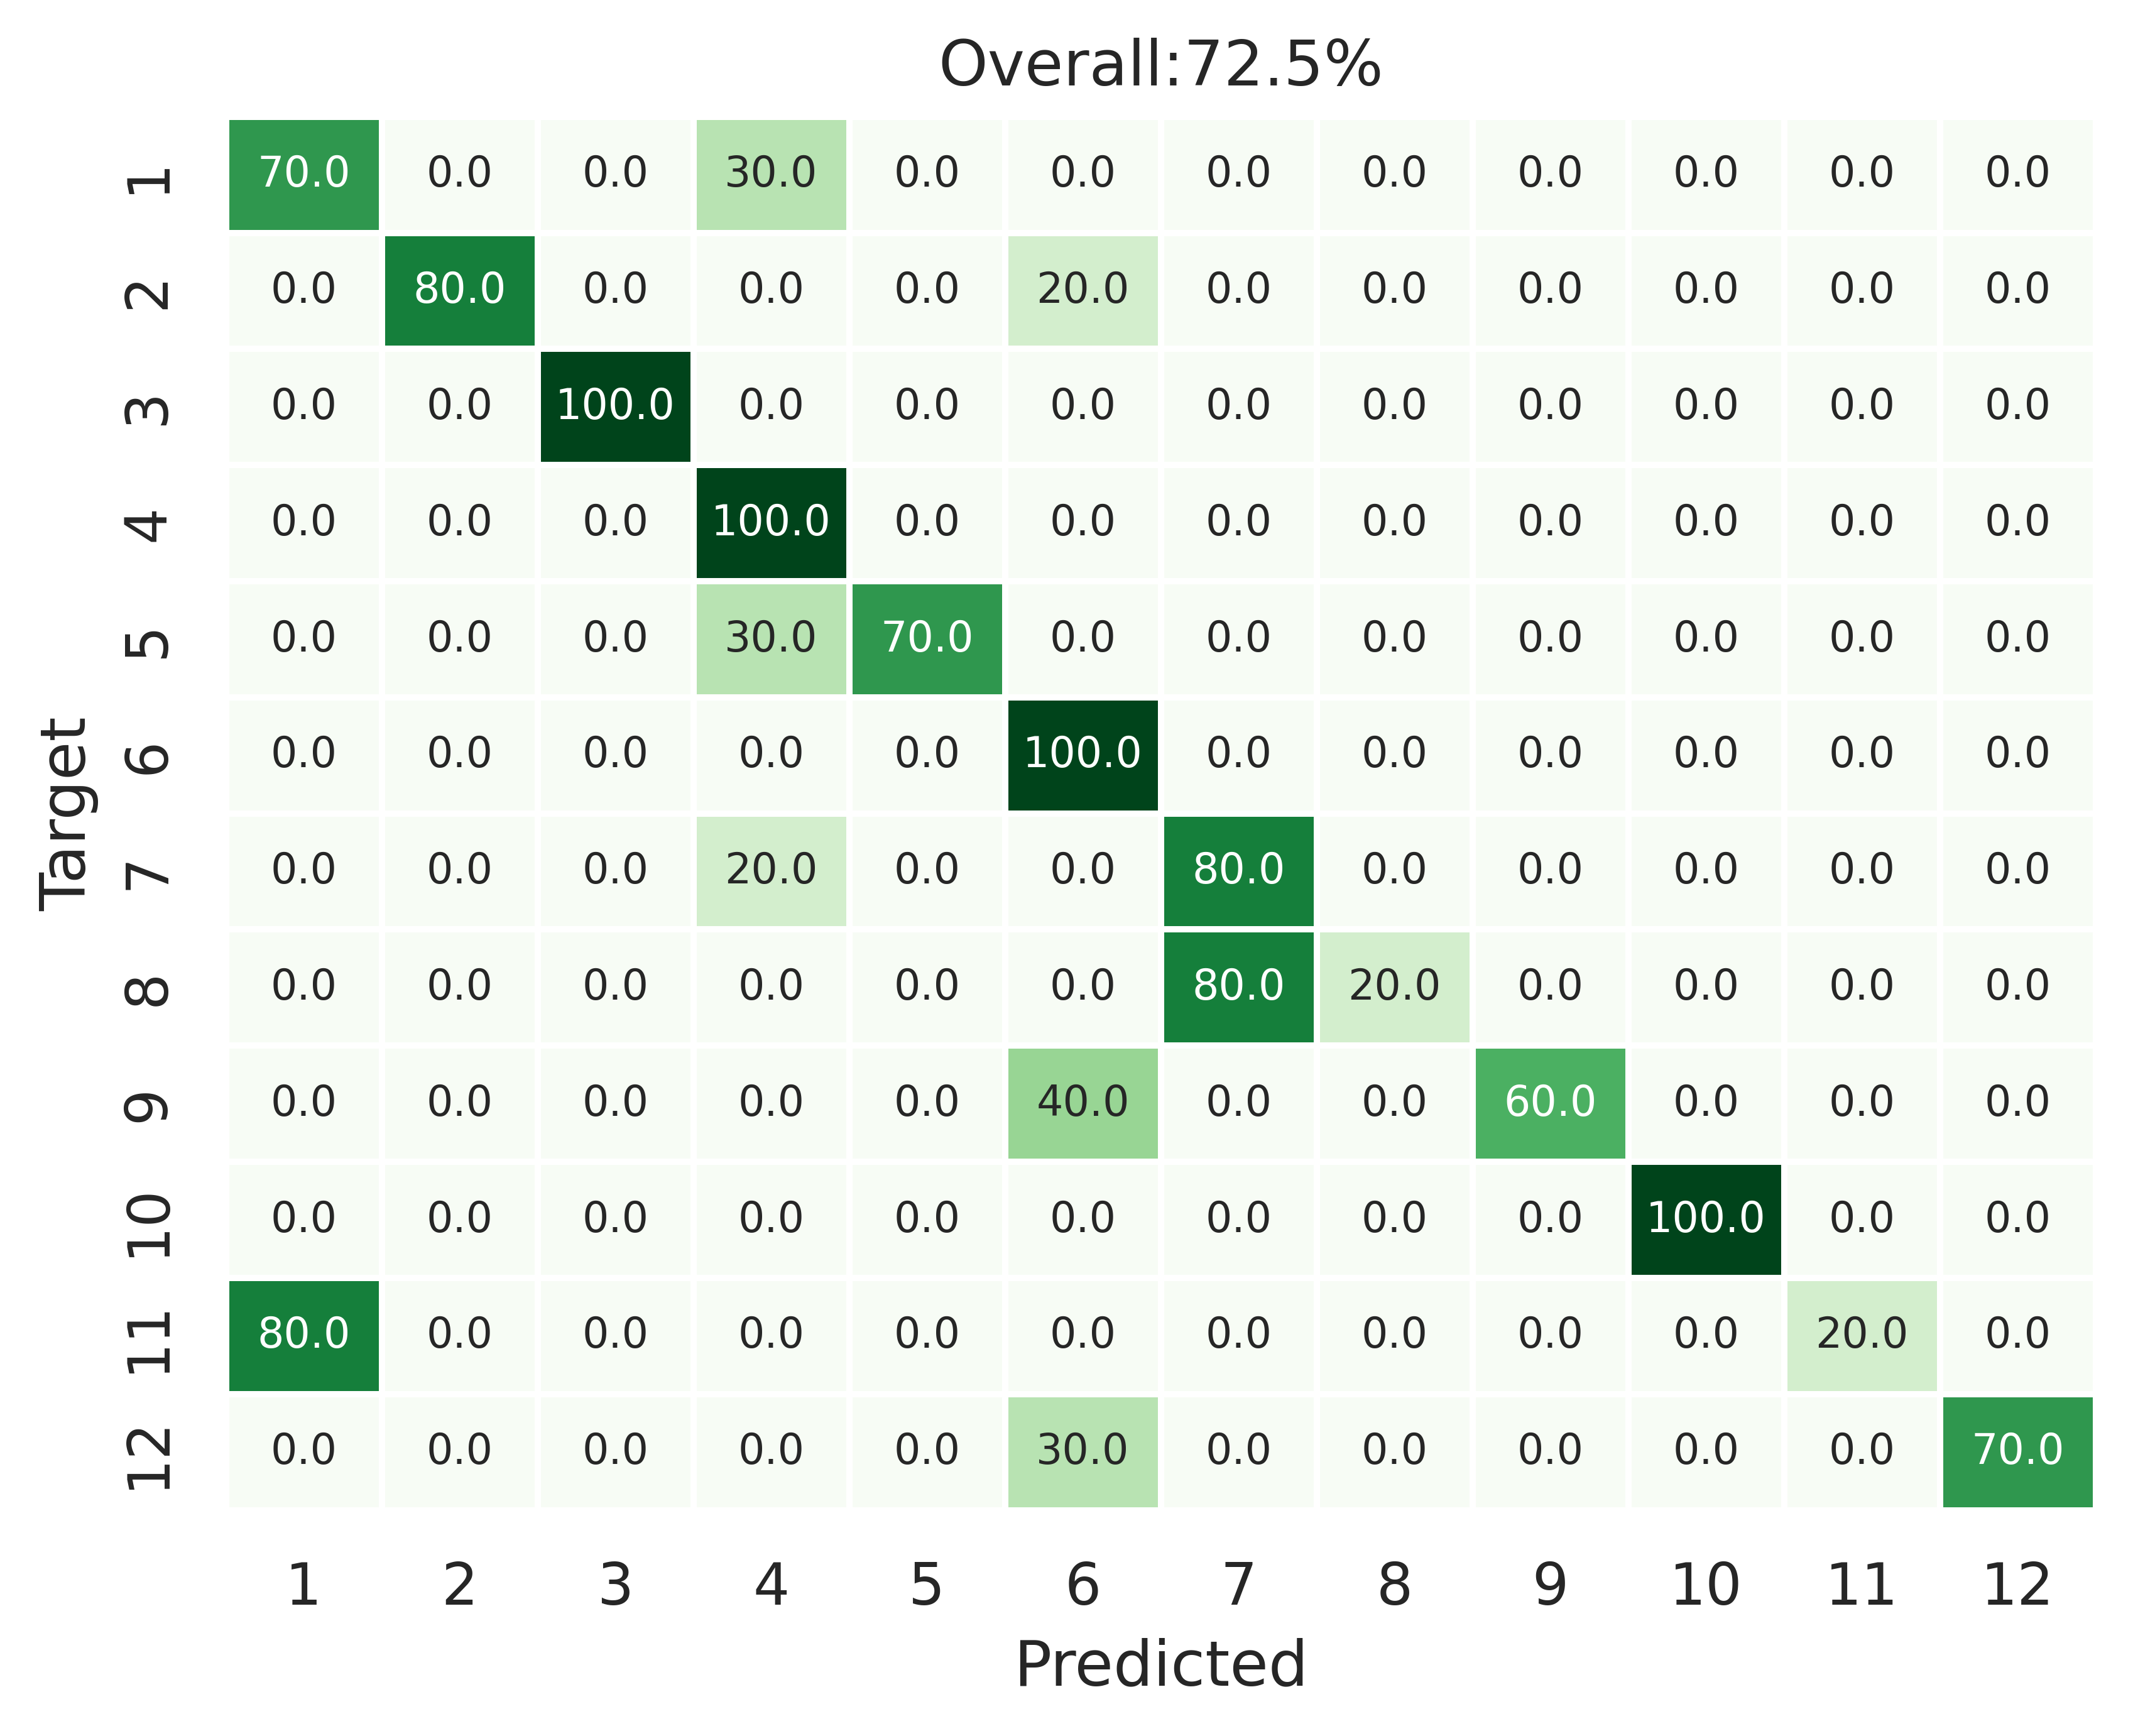 Overall:72.5%
1 70.0 0.0 0.0 30.0 0.0 0.0 0.0 0.0 0.0 0.0 0.0 0.0
2 0.0 80.0 0.0 0.0 0.0 20.0 0.0 0.0 0.0 0.0 0.0 0.0
3 0.0 0.0 100.0 0.0 0.0 0.0 0.0 0.0 0.0 0.0 0.0 0.0
4 0.0 0.0 0.0 100.0 0.0 0.0 0.0 0.0 0.0 0.0 0.0 0.0
5 0.0 0.0 0.0 30.0 70.0 0.0 0.0 0.0 0.0 0.0 0.0 0.0
6 0.0 0.0 0.0 0.0 0.0 100.0 0.0 0.0 0.0 0.0 0.0 0.0
7 0.0 0.0 0.0 20.0 0.0 0.0 80.0 0.0 0.0 0.0 0.0 0.0
8 0.0 0.0 0.0 0.0 0.0 0.0 80.0 20.0 0.0 0.0 0.0 0.0
9 0.0 0.0 0.0 0.0 0.0 40.0 0.0 0.0 60.0 0.0 0.0 0.0
10 0.0 0.0 0.0 0.0 0.0 0.0 0.0 0.0 0.0 100.0 0.0 0.0
11 80.0 0.0 0.0 0.0 0.0 0.0 0.0 0.0 0.0 0.0 20.0 0.0
12 0.0 0.0 0.0 0.0 0.0 30.0 0.0 0.0 0.0 0.0 0.0 70.0
Target
1 2 3 4 5 6 7 8 9 10 11 12
Predicted